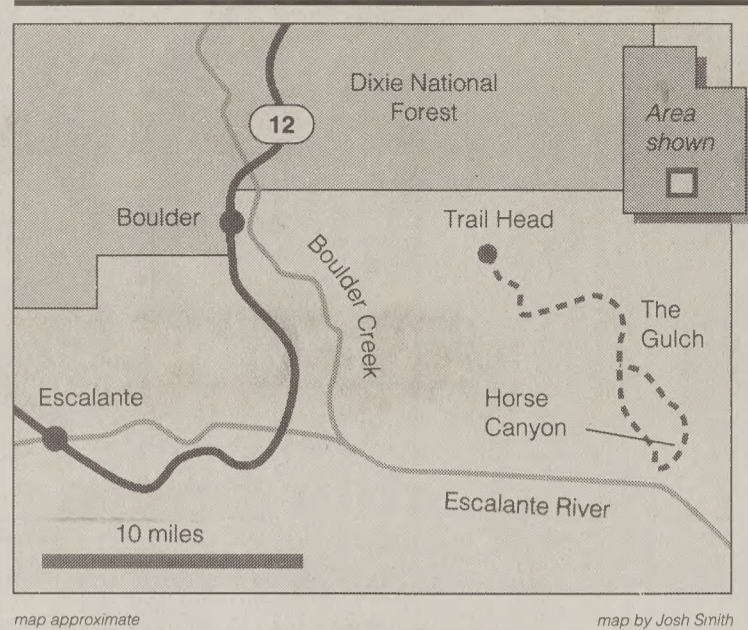 Dixie National
Forest
12
Area
shown
Boulder
Trail Head
Boulder Creek
The
Gulch
Escalante
Horse
Canyon
Escalante River
10 miles
map approximate
map by Josh Smith